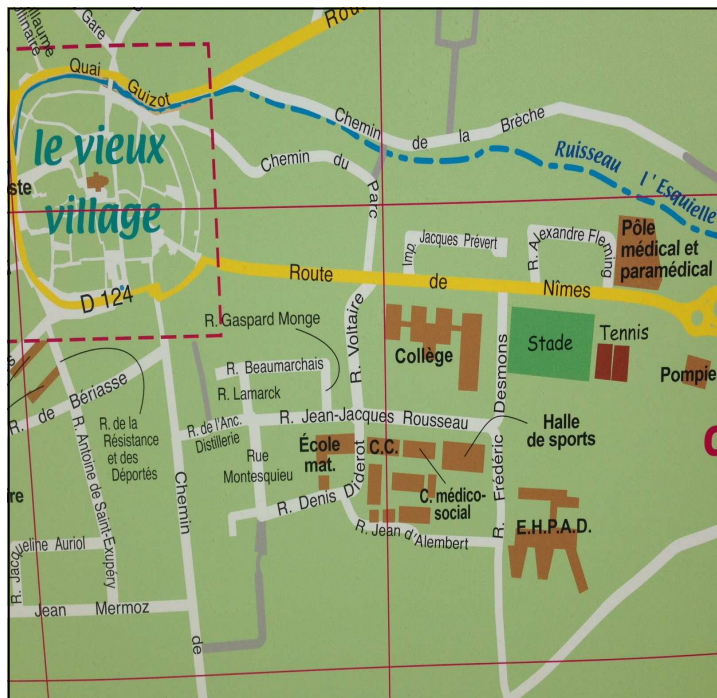 Gare
Quai
Guizot
le vieux
village
Chemin du
Parc
Chemin de la Brèche
Ruisseau l'Esquielle
Imp. Jacques Prévert
R. Alexandre Fleming
Pôle
médical et
paramédical
D 124
Route de Nîmes
R. Gaspard Monge
R. Voltaire
Collège
Stade
Tennis
Pompie
R. Beaumarchais
R. Lamarck
R. Frédéric Desmons
R. de Bériasse
R. de la
Résistance
et des
Déportés
R. de l'Anc.
Distillerie
R. Jean-Jacques Rousseau
Halle
de sports
R. Antoine de Saint-Exupéry
Chemin de
Rue
Montesquieu
École
mat.
C.C.
C. médico-
social
R. Denis Diderot
R. Jean d'Alembert
E.H.P.A.D.
R. Jacqueline Auriol
Jean Mermoz